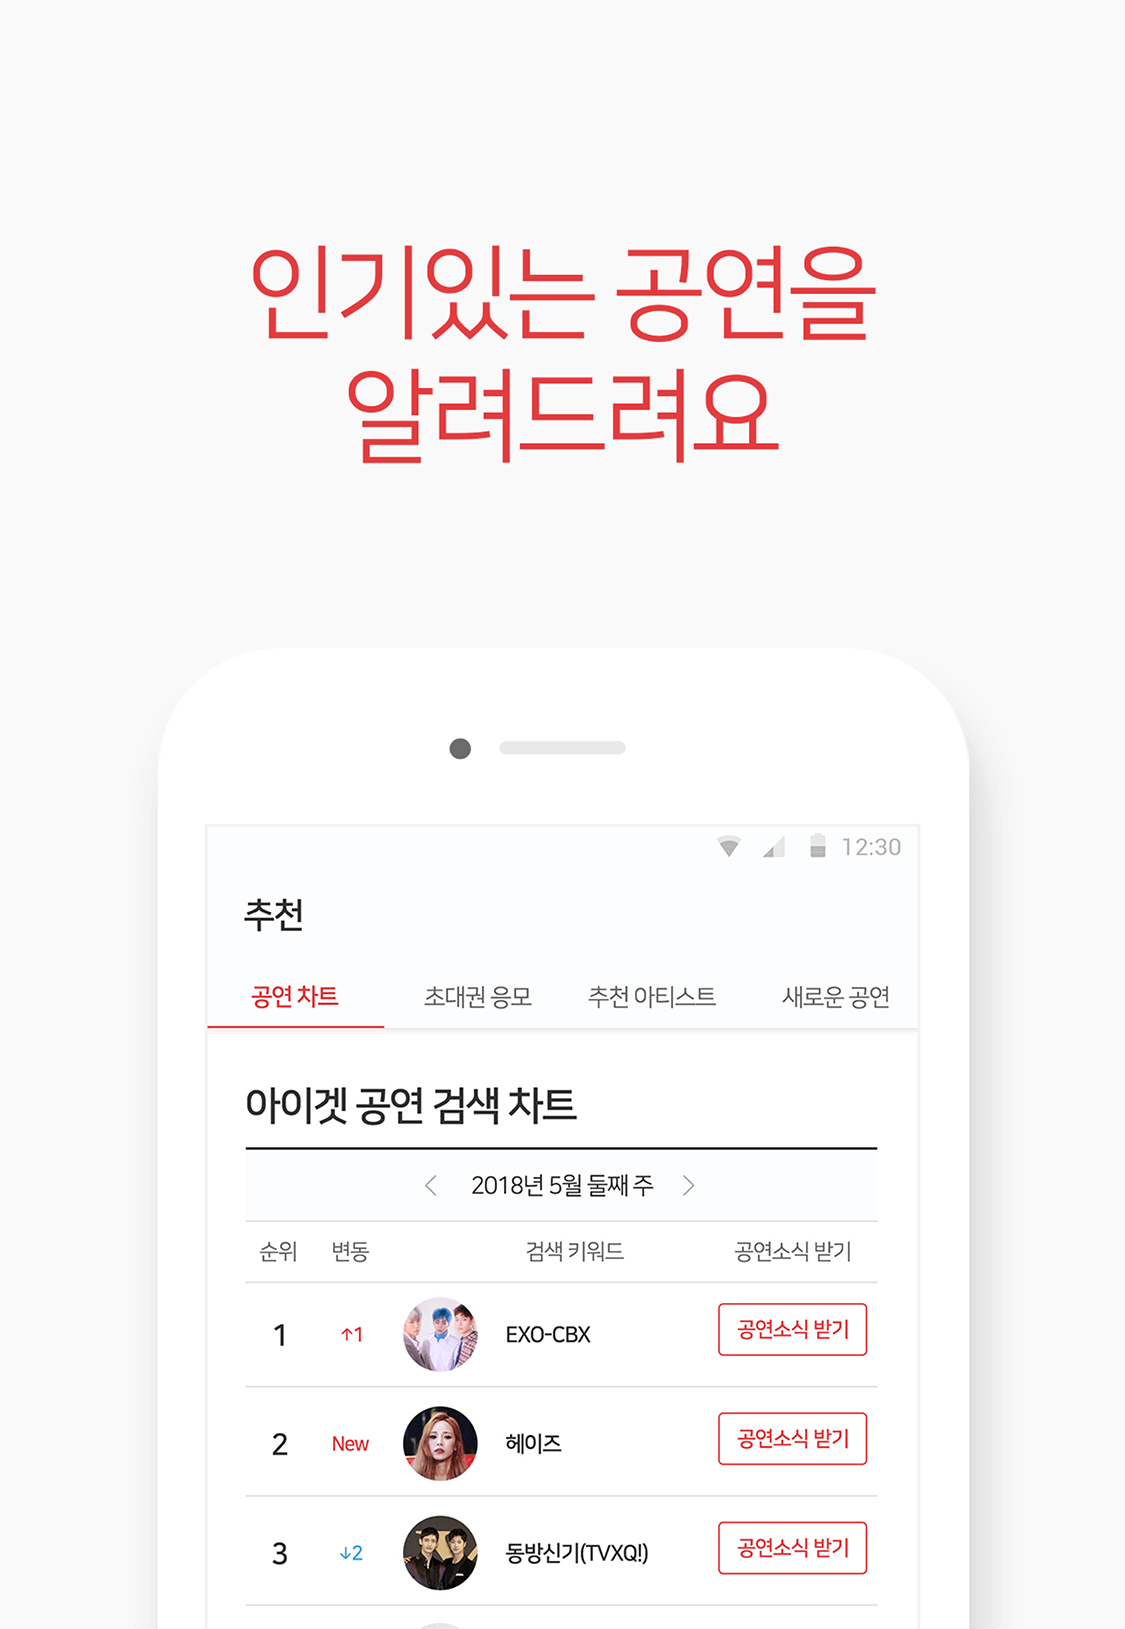 인기있는 공연을
알려드려요
12:30
추천
공연 차트 초대권 응모 추천 아티스트 새로운 공연
아이겟 공연 검색 차트
2018년 5월 둘째 주
순위 변동 검색 키워드 공연소식 받기
1 ↑1 EXO-CBX 공연소식 받기
2 New 헤이즈 공연소식 받기
3 ↓2 동방신기(TVXQ!) 공연소식 받기